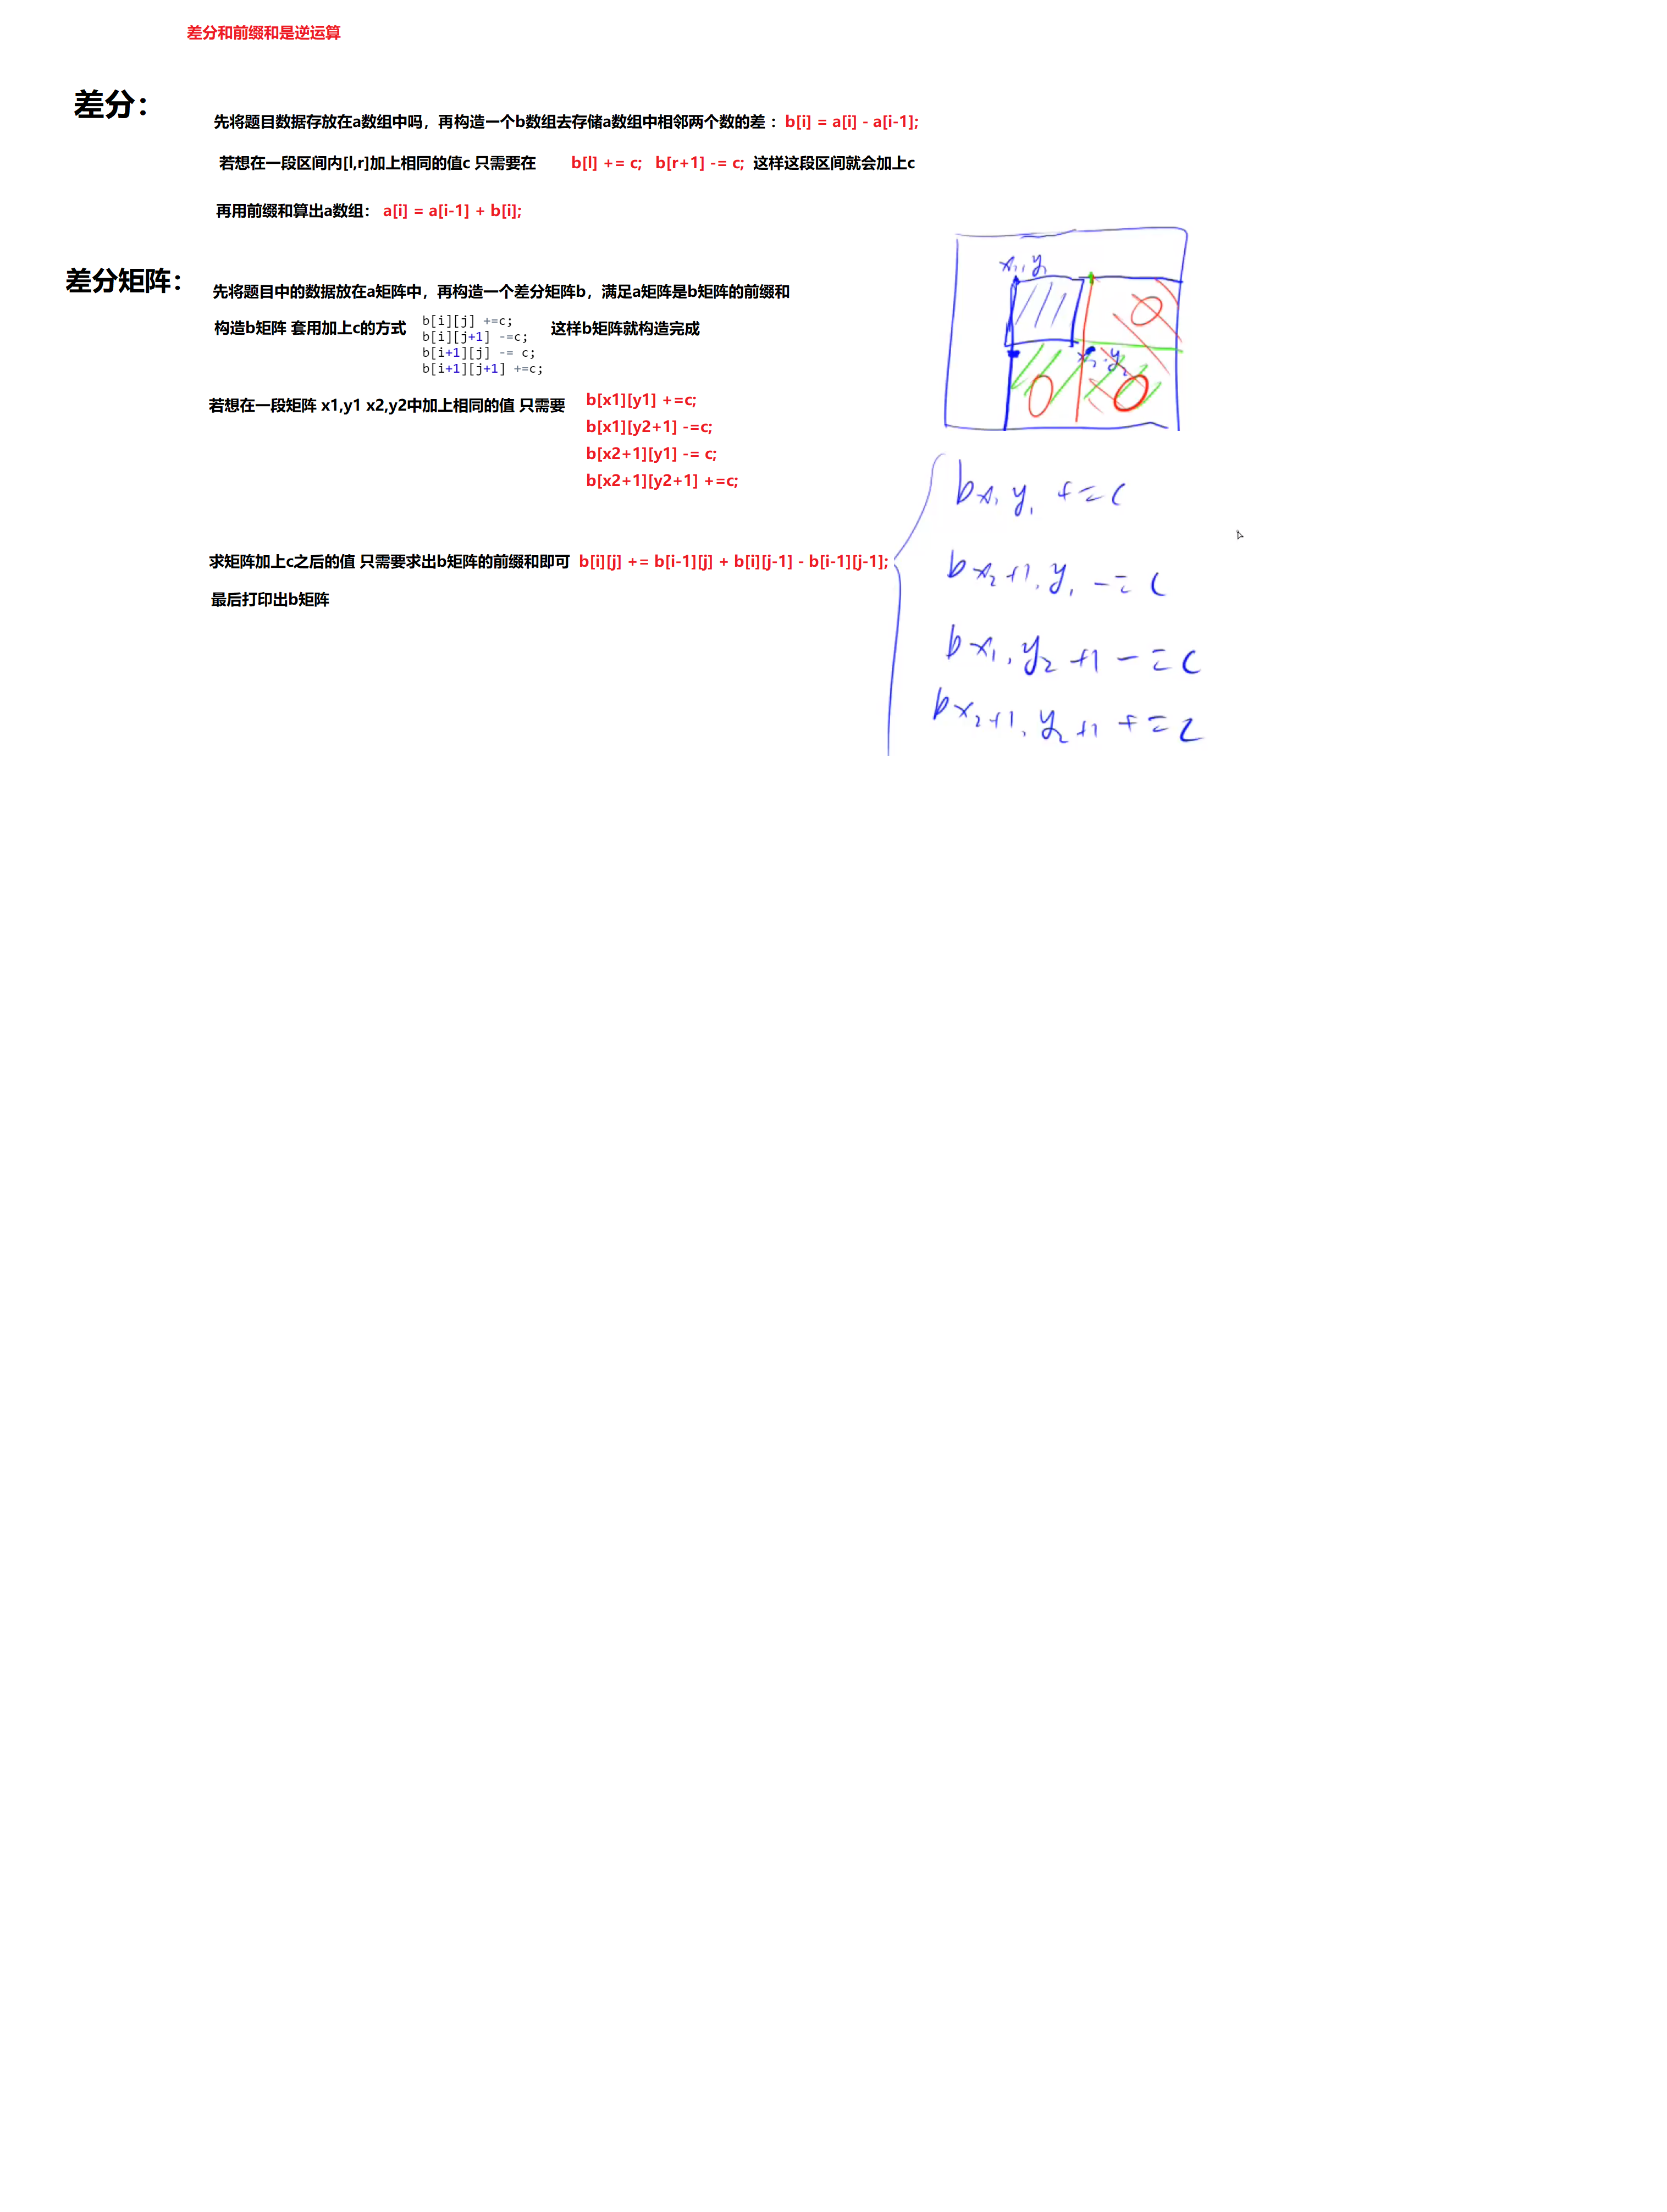 差分和前缀和是逆运算
差分：
先将题目数据存放在a数组中吗，再构造一个b数组去存储a数组中相邻两个数的差 ：b[i] = a[i] - a[i-1];
若想在一段区间内[l,r]加上相同的值c 只需要在 b[l] += c; b[r+1] -= c; 这样这段区间就会加上c
再用前缀和算出a数组： a[i] = a[i-1] + b[i];
差分矩阵：
先将题目中的数据放在a矩阵中，再构造一个差分矩阵b，满足a矩阵是b矩阵的前缀和
构造b矩阵 套用加上c的方式
b[i][j] +=c;
b[i][j+1] -=c;
b[i+1][j] -= c;
b[i+1][j+1] +=c;
这样b矩阵就构造完成
若想在一段矩阵 x1,y1 x2,y2中加上相同的值 只需要
b[x1][y1] +=c;
b[x1][y2+1] -=c;
b[x2+1][y1] -= c;
b[x2+1][y2+1] +=c;
求矩阵加上c之后的值 只需要求出b矩阵的前缀和即可 b[i][j] += b[i-1][j] + b[i][j-1] - b[i-1][j-1];
最后打印出b矩阵
x₁, y₁
x₂, y₂
bx₁ y₁ += c
bx₂+1, y₁ -= c
bx₁, y₂+1 -= c
bx₂+1, y₂+1 += c